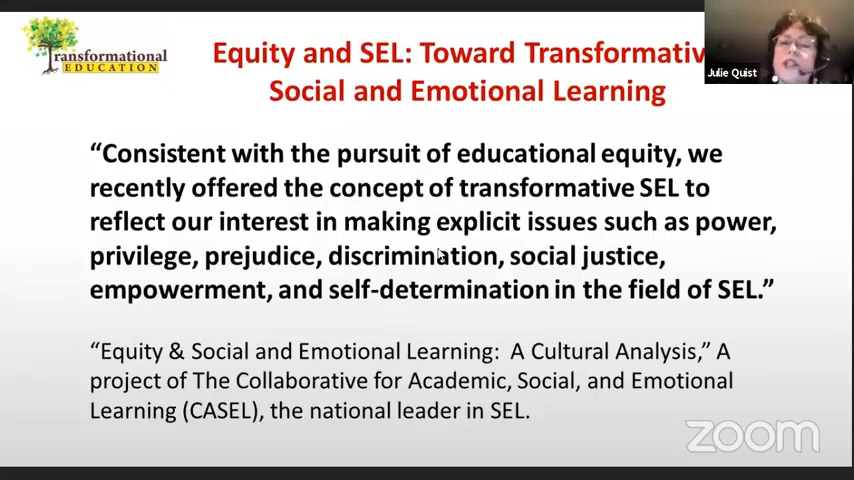 Transformational
EDUCATION
Equity and SEL: Toward Transformativ
Social and Emotional Learning
Julie Quist
“Consistent with the pursuit of educational equity, we
recently offered the concept of transformative SEL to
reflect our interest in making explicit issues such as power,
privilege, prejudice, discrimination, social justice,
empowerment, and self-determination in the field of SEL.”
“Equity & Social and Emotional Learning: A Cultural Analysis,” A
project of The Collaborative for Academic, Social, and Emotional
Learning (CASEL), the national leader in SEL.
zoom